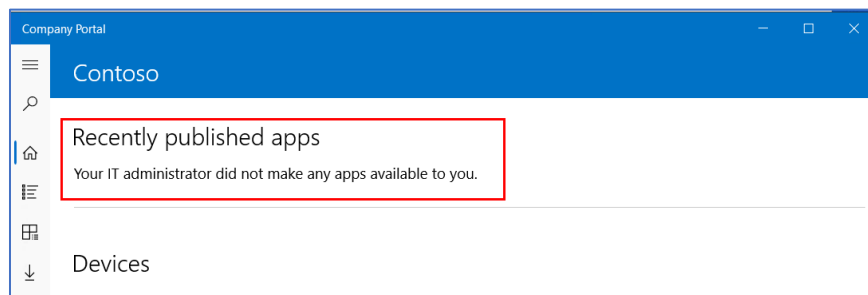 Company Portal
Contoso
Recently published apps
Your IT administrator did not make any apps available to you.
Devices